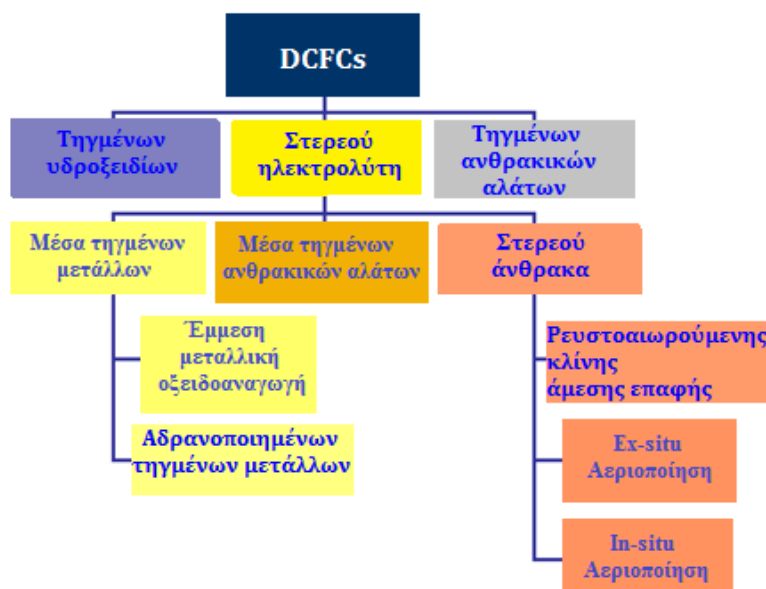 DCFCs
Τηγμένων
υδροξειδίων
Στερεού
ηλεκτρολύτη
Τηγμένων
ανθρακικών
αλάτων
Μέσα τηγμένων
μετάλλων
Μέσα τηγμένων
ανθρακικών αλάτων
Στερεού
άνθρακα
Έμμεση
μεταλλική
οξειδοαναγωγή
Αδρανοποιημένων
τηγμένων μετάλλων
Ρευστοαιωρούμενης
κλίνης
άμεσης επαφής
Ex-situ
Αεριοποίηση
In-situ
Αεριοποίηση